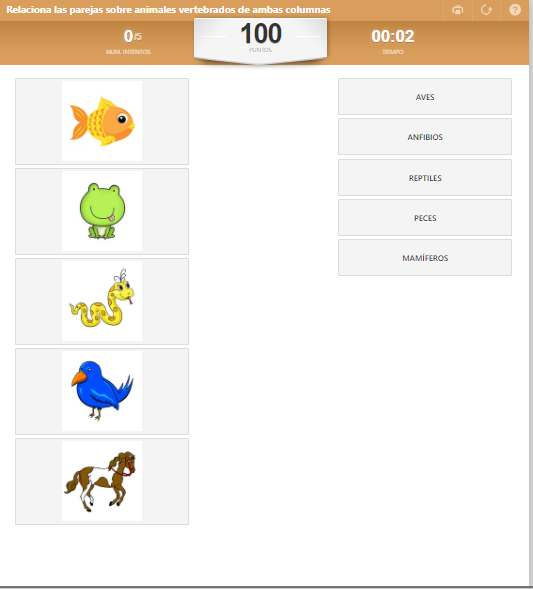 Relaciona las parejas sobre animales vertebrados de ambas columnas
0/5
NUM. INTENTOS
100
PUNTOS
00:02
TIEMPO
AVES
ANFIBIOS
REPTILES
PECES
MAMÍFEROS